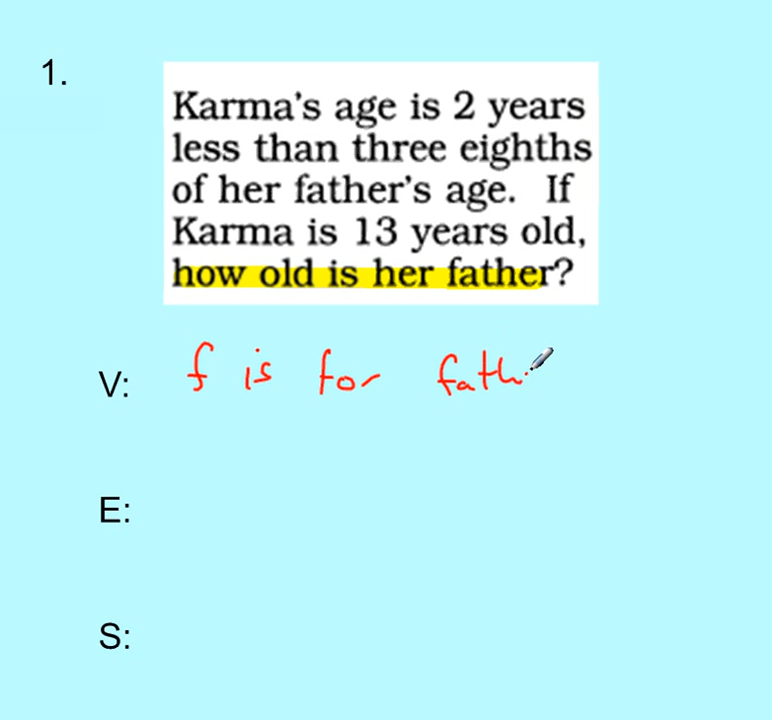 1.
Karma's age is 2 years
less than three eighths
of her father's age. If
Karma is 13 years old,
how old is her father?
V: f is for fath
E:
S: